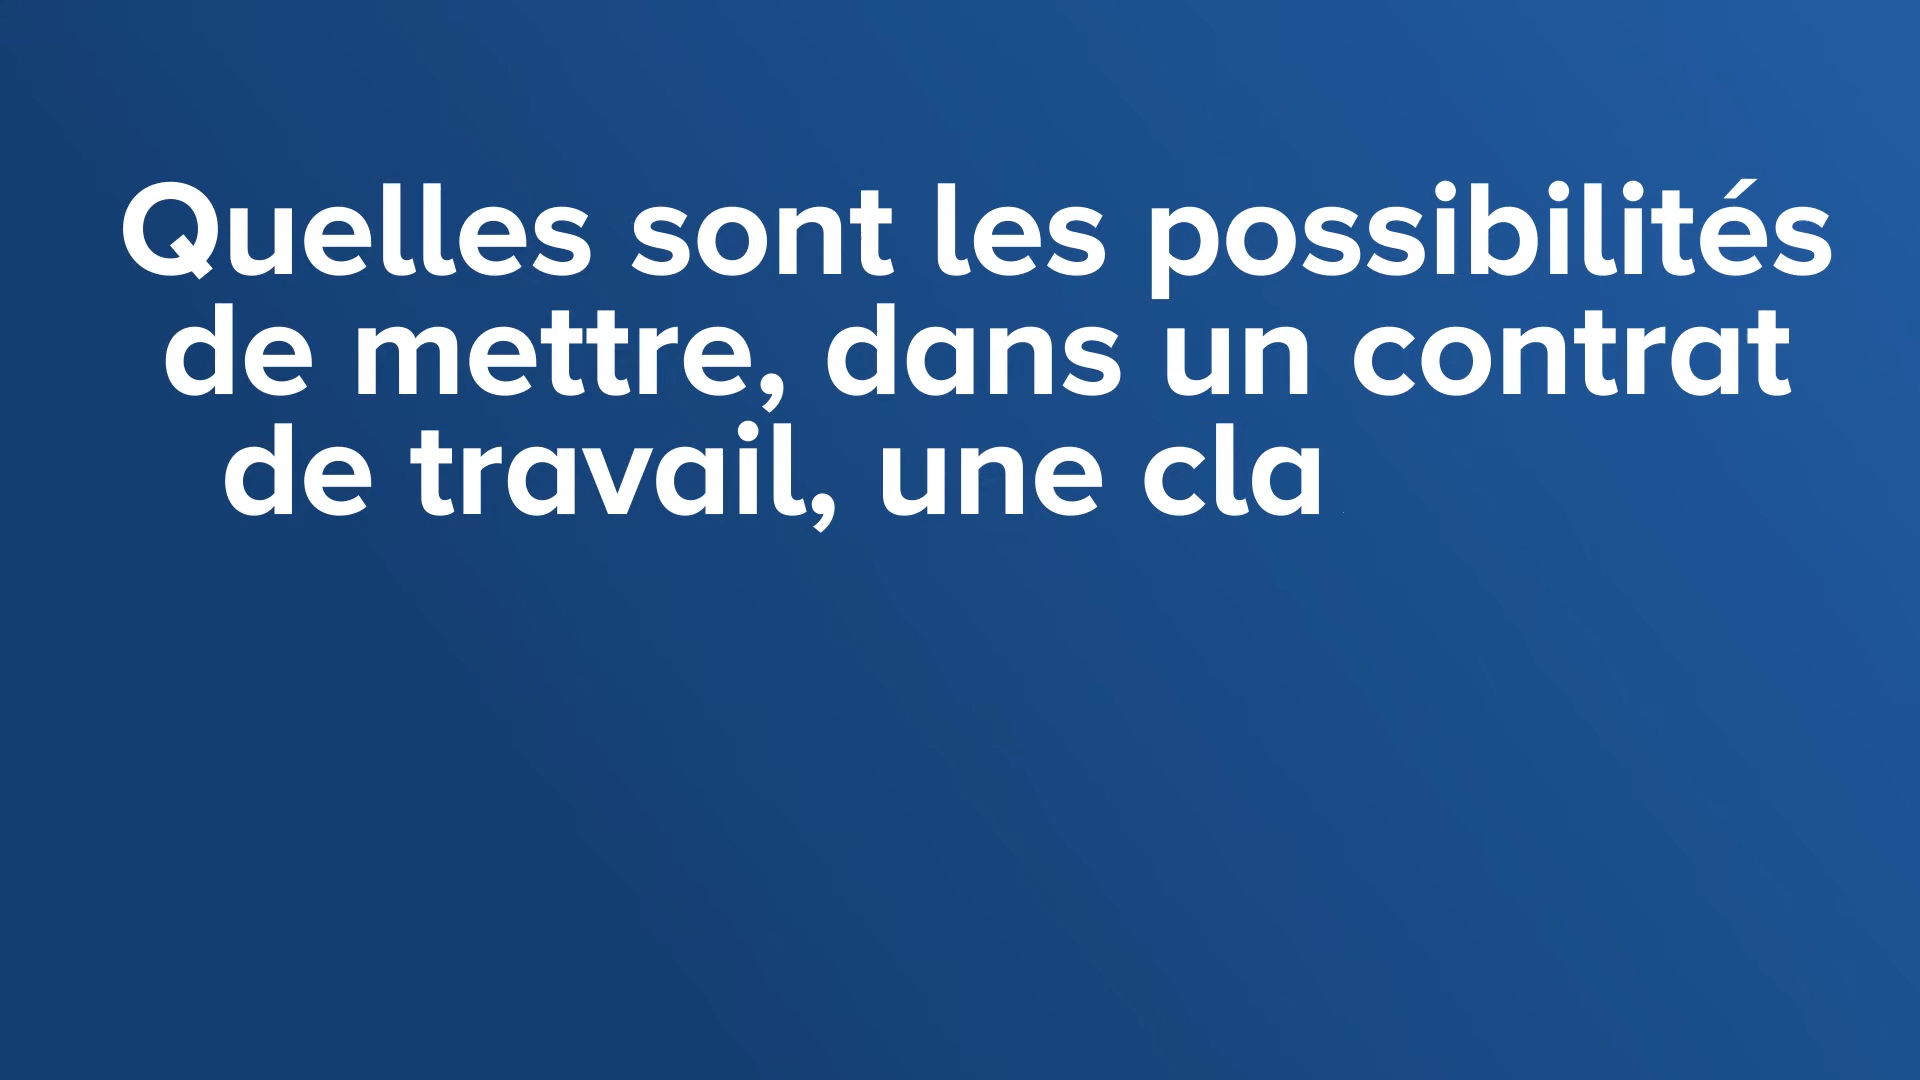 Quelles sont les possibilités
de mettre, dans un contrat
de travail, une cla